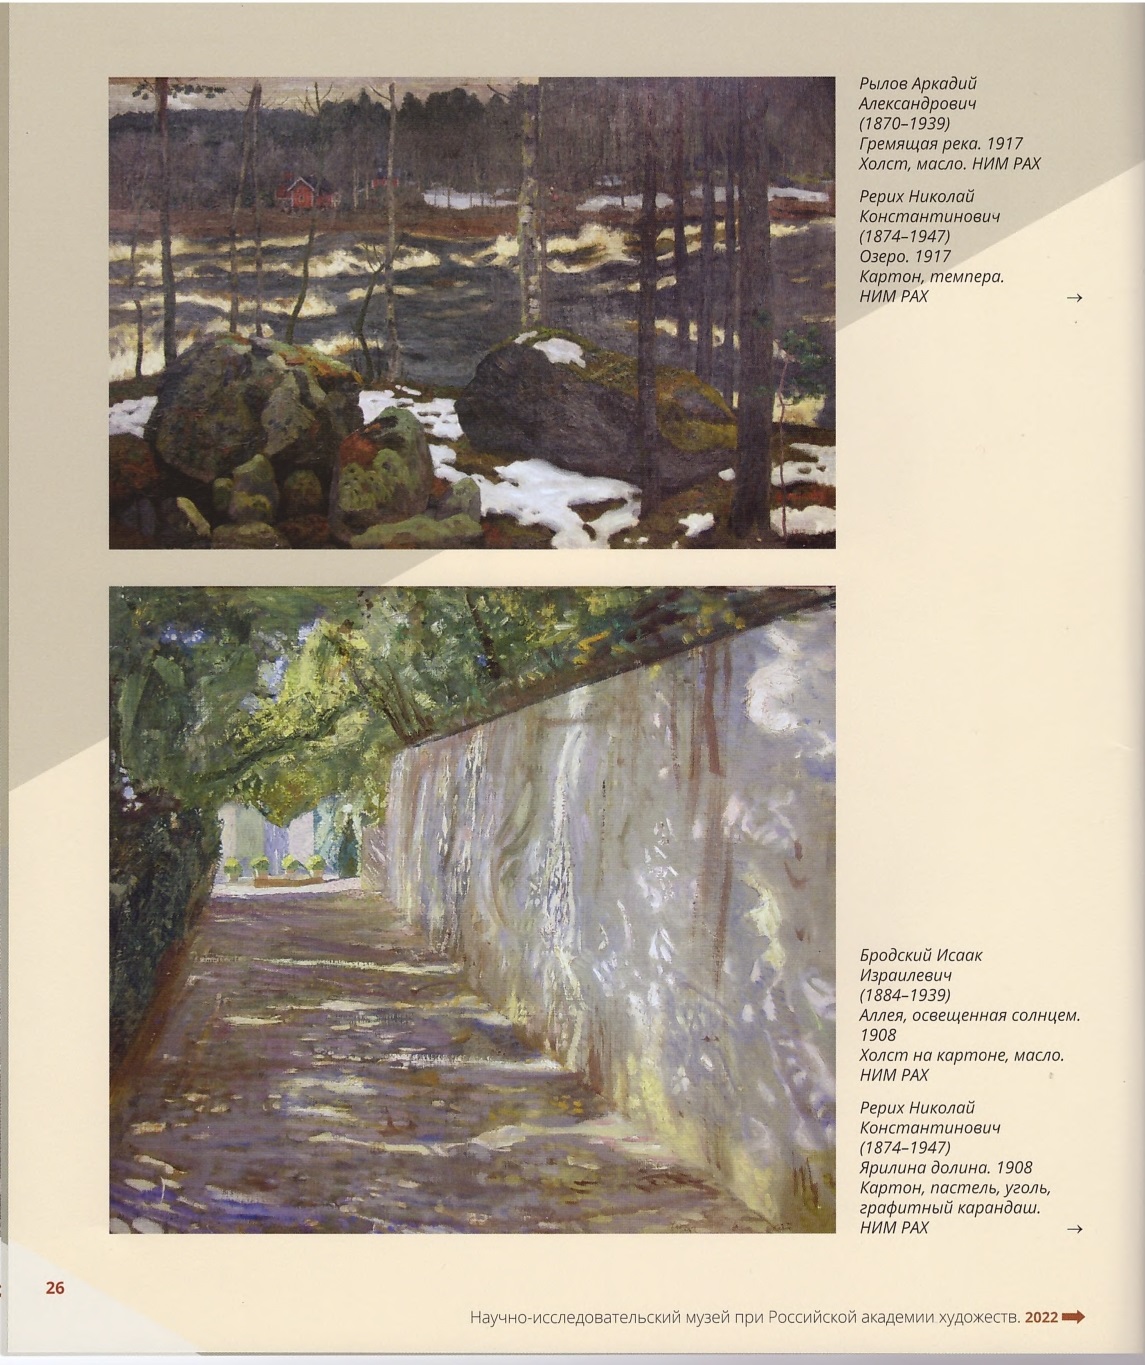 Рылов Аркадий
Александрович
(1870–1939)
Гремящая река. 1917
Холст, масло. НИМ РАХ
Рерих Николай
Константинович
(1874–1947)
Озеро. 1917
Картон, темпера.
НИМ РАХ →
Бродский Исаак
Израилевич
(1884–1939)
Аллея, освещенная солнцем.
1908
Холст на картоне, масло.
НИМ РАХ
Рерих Николай
Константинович
(1874–1947)
Ярилина долина. 1908
Картон, пастель, уголь,
графитный карандаш.
НИМ РАХ →
26
Научно-исследовательский музей при Российской академии художеств. 2022